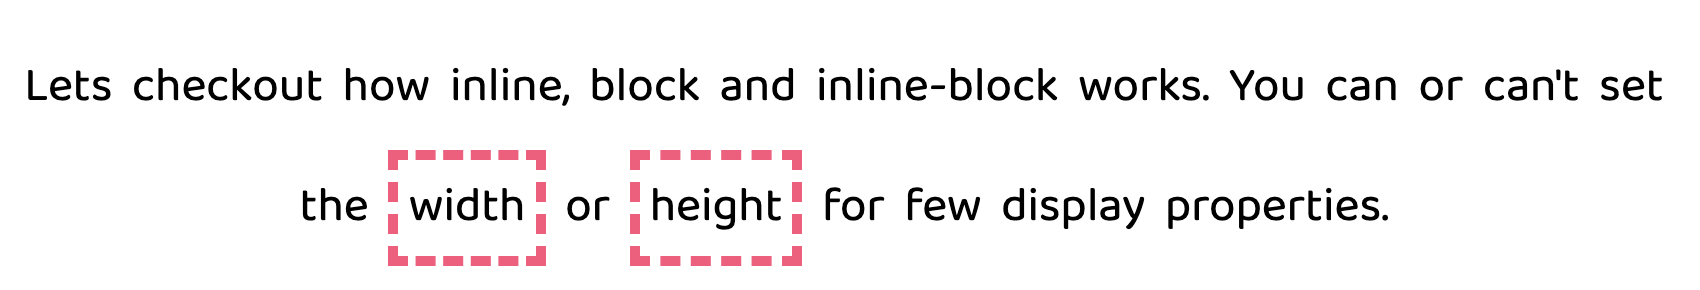 Lets checkout how inline, block and inline-block works. You can or can't set
the width or height for few display properties.